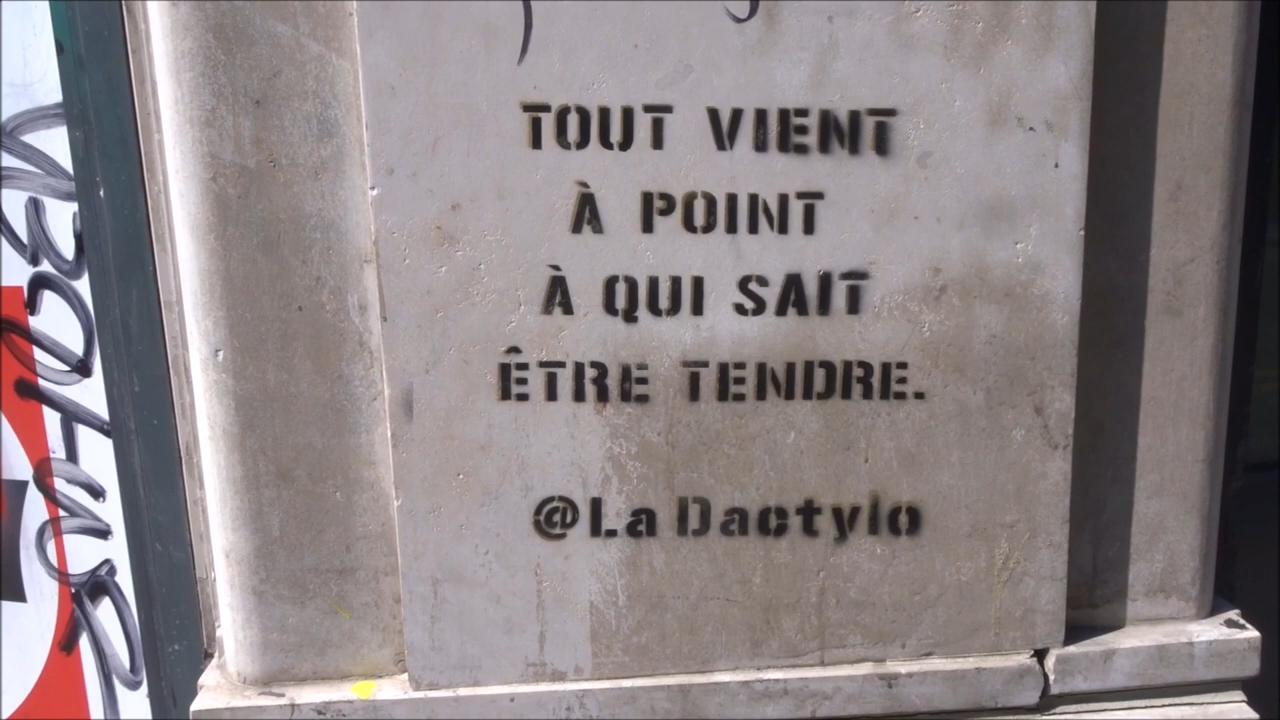 TOUT VIENT
À POINT
À QUI SAIT
ÊTRE TENDRE.
@La Dactylo